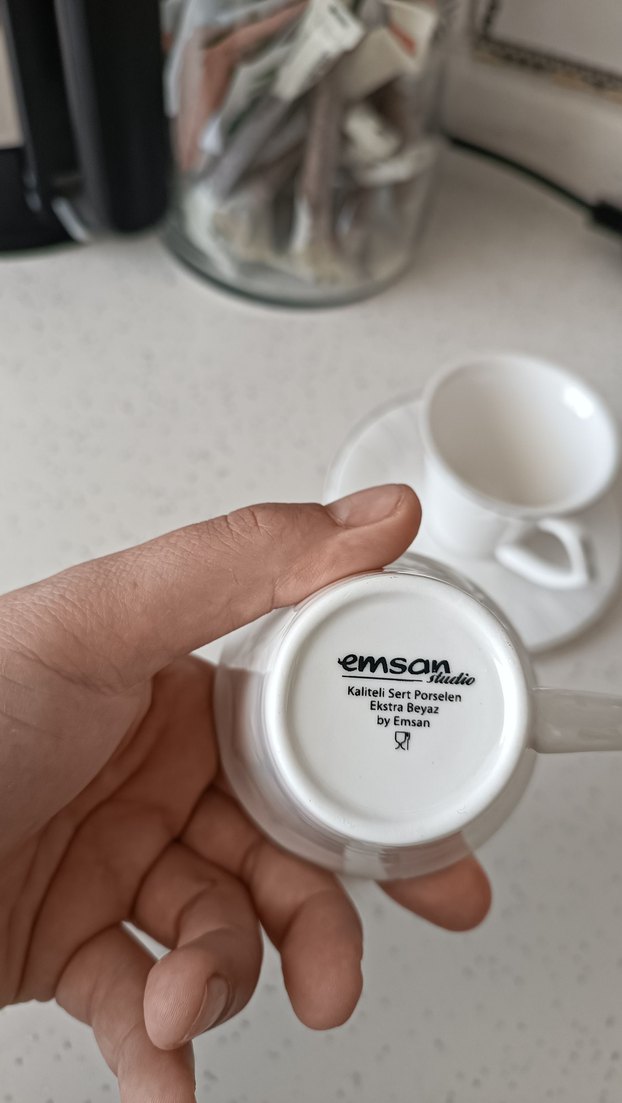 emsan
studio
Kaliteli Sert Porselen
Ekstra Beyaz
by Emsan